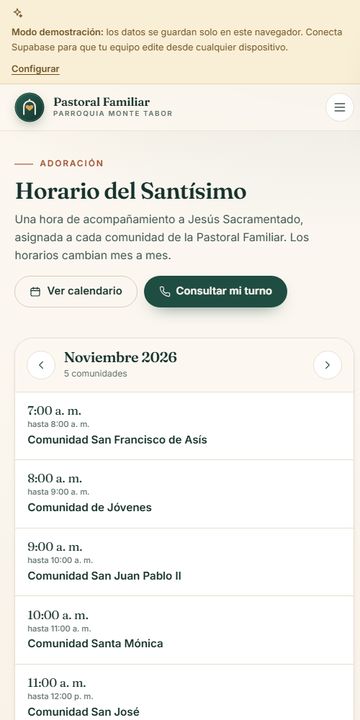 Modo demostración: los datos se guardan solo en este navegador. Conecta
Supabase para que tu equipo edite desde cualquier dispositivo.
Configurar
Pastoral Familiar
PARROQUIA MONTE TABOR
ADORACIÓN
Horario del Santísimo
Una hora de acompañamiento a Jesús Sacramentado,
asignada a cada comunidad de la Pastoral Familiar. Los
horarios cambian mes a mes.
Ver calendario
Consultar mi turno
Noviembre 2026
5 comunidades
7:00 a. m.
hasta 8:00 a. m.
Comunidad San Francisco de Asís
8:00 a. m.
hasta 9:00 a. m.
Comunidad de Jóvenes
9:00 a. m.
hasta 10:00 a. m.
Comunidad San Juan Pablo II
10:00 a. m.
hasta 11:00 a. m.
Comunidad Santa Mónica
11:00 a. m.
hasta 12:00 p. m.
Comunidad San José